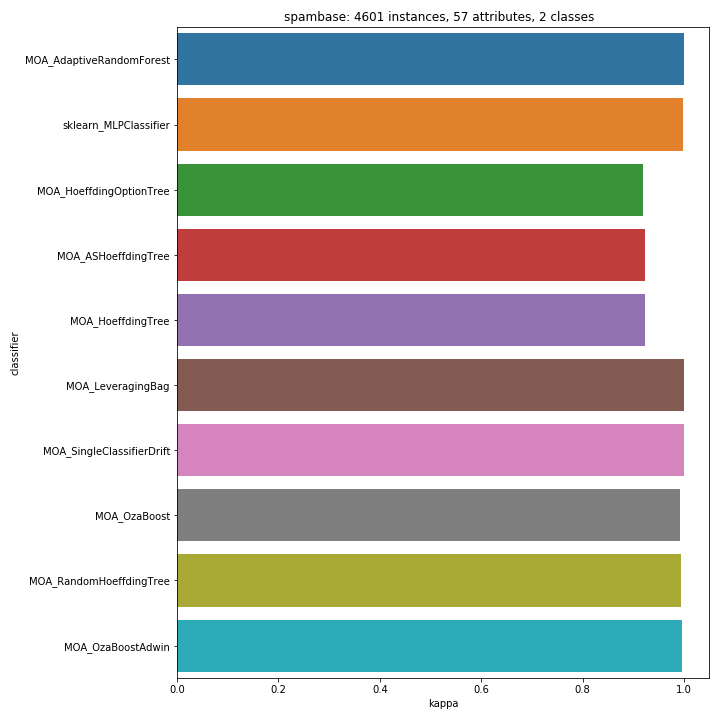 spambase: 4601 instances, 57 attributes, 2 classes
MOA_AdaptiveRandomForest
sklearn_MLPClassifier
MOA_HoeffdingOptionTree
MOA_ASHoeffdingTree
MOA_HoeffdingTree
classifier
MOA_LeveragingBag
MOA_SingleClassifierDrift
MOA_OzaBoost
MOA_RandomHoeffdingTree
MOA_OzaBoostAdwin
0.0 0.2 0.4 0.6 0.8 1.0
kappa